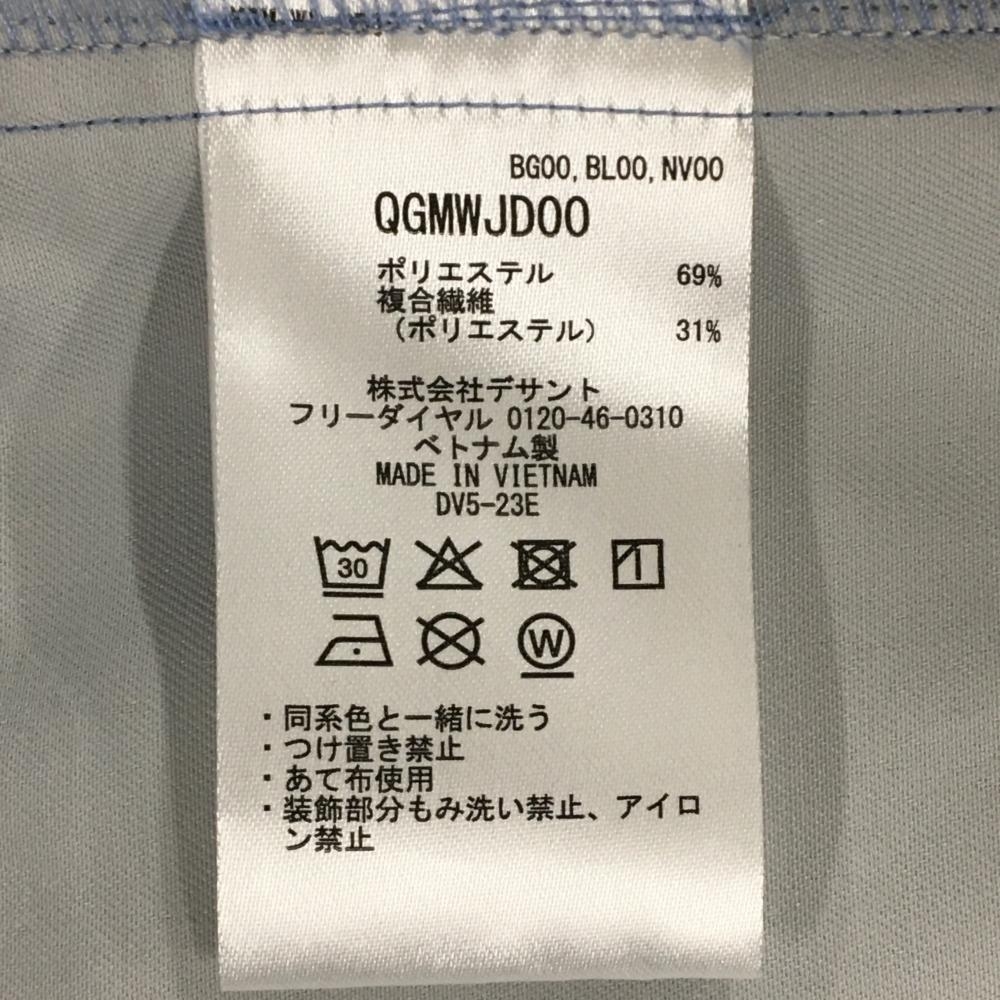 BG00,BL00,NV00
QGMWJD00
ポリエステル 69%
複合繊維
(ポリエステル) 31%
株式会社デサント
フリーダイヤル 0120-46-0310
ベトナム製
MADE IN VIETNAM
DV5-23E
30
W
・同系色と一緒に洗う
・つけ置き禁止
・あて布使用
・装飾部分もみ洗い禁止、アイロ
ン禁止